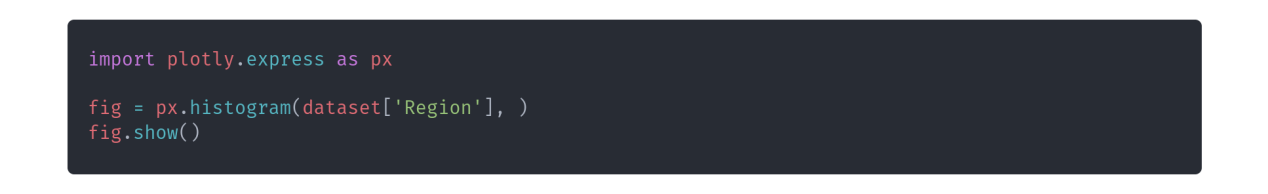 import plotly.express as px
fig = px.histogram(dataset['Region'], )
fig.show()